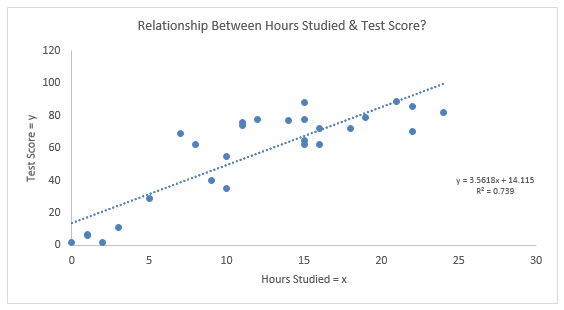 Relationship Between Hours Studied & Test Score?
120
100
80
60
40
20
0
Test Score = y
y = 3.5618x + 14.115
R² = 0.739
0 5 10 15 20 25 30
Hours Studied = x